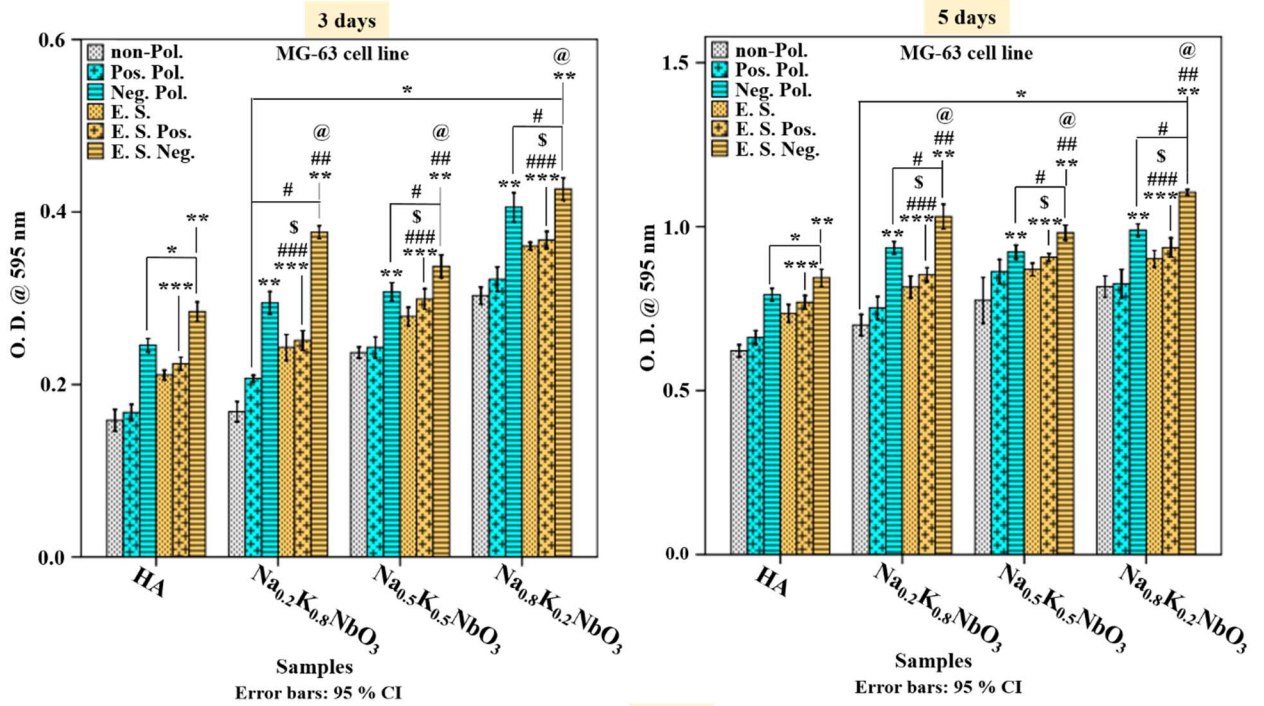 3 days
0.6
MG-63 cell line
non-Pol.
Pos. Pol.
Neg. Pol.
E. S.
E. S. Pos.
E. S. Neg.
@
**
*
#
$
###
***
**
@
##
**
#
$
###
***
**
@
##
**
#
$
###
***
**
**
*
***
0.4
0.2
0.0
O. D. @ 595 nm
HA
Na0.2K0.8NbO3
Na0.5K0.5NbO3
Na0.8K0.2NbO3
Samples
Error bars: 95 % CI
5 days
1.5
MG-63 cell line
non-Pol.
Pos. Pol.
Neg. Pol.
E. S.
E. S. Pos.
E. S. Neg.
@
##
**
*
#
$
###
***
**
@
##
**
#
$
###
***
**
@
##
**
#
$
***
**
**
*
***
1.0
0.5
0.0
O. D. @ 595 nm
HA
Na0.2K0.8NbO3
Na0.5K0.5NbO3
Na0.8K0.2NbO3
Samples
Error bars: 95 % CI